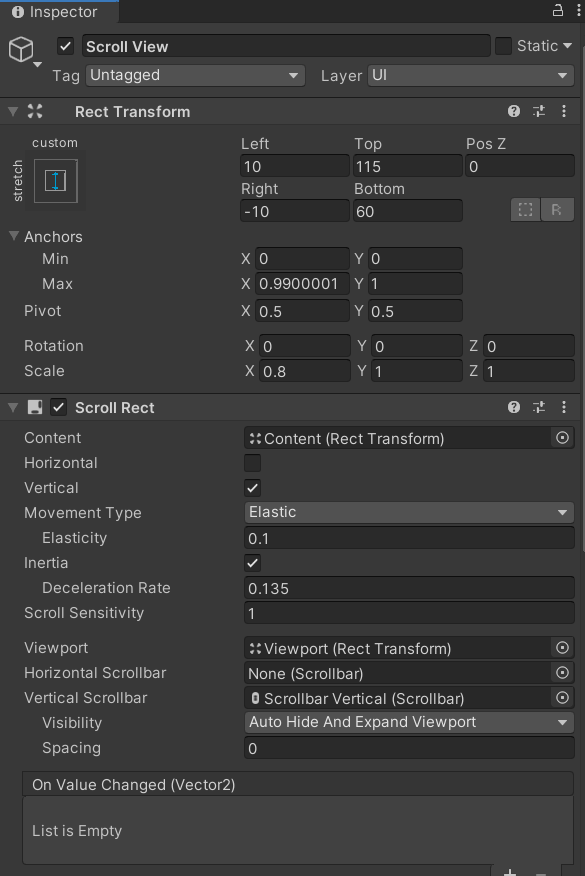 Inspector
Scroll View Static
Tag Untagged Layer UI
Rect Transform
custom
stretch
Left Top Pos Z
10 115 0
Right Bottom
-10 60 R
Anchors
Min X 0 Y 0
Max X 0.9900001 Y 1
Pivot X 0.5 Y 0.5
Rotation X 0 Y 0 Z 0
Scale X 0.8 Y 1 Z 1
Scroll Rect
Content Content (Rect Transform)
Horizontal
Vertical
Movement Type Elastic
Elasticity 0.1
Inertia
Deceleration Rate 0.135
Scroll Sensitivity 1
Viewport Viewport (Rect Transform)
Horizontal Scrollbar None (Scrollbar)
Vertical Scrollbar Scrollbar Vertical (Scrollbar)
Visibility Auto Hide And Expand Viewport
Spacing 0
On Value Changed (Vector2)
List is Empty